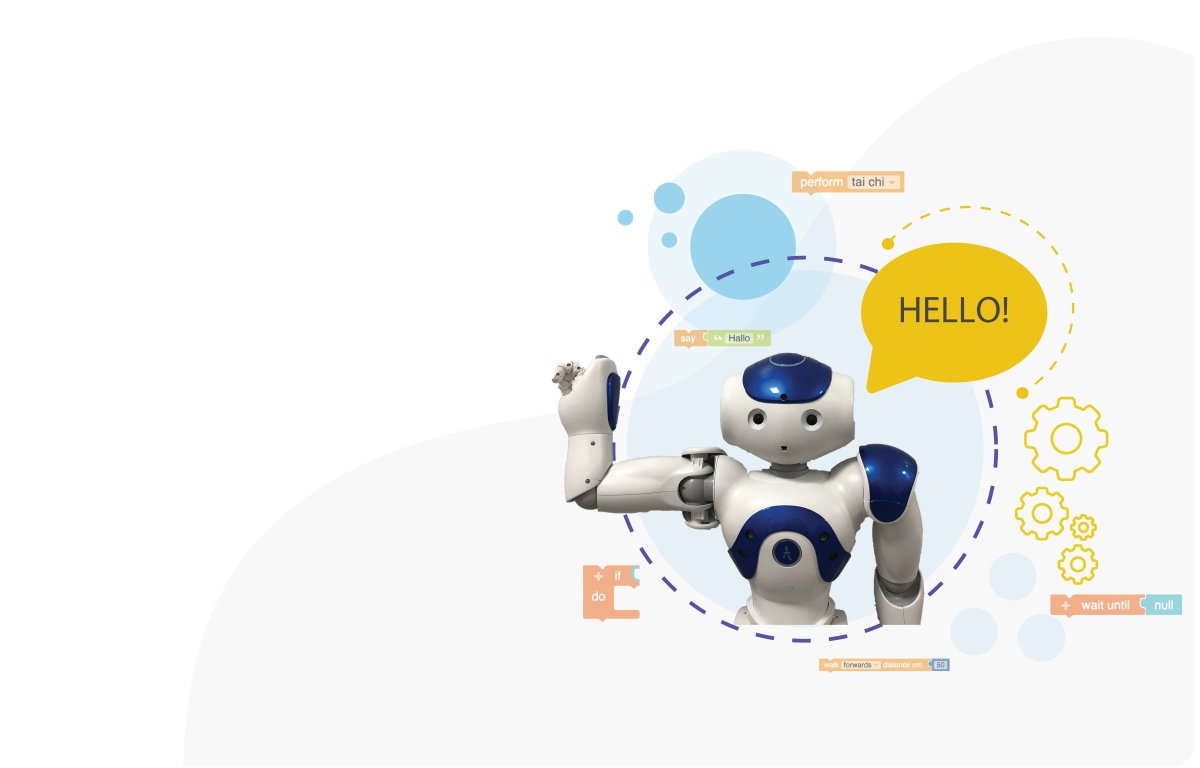 perform tai chi
HELLO!
say “ Hallo ”
+ if
do
+ wait until null
walk forwards distance cm 50